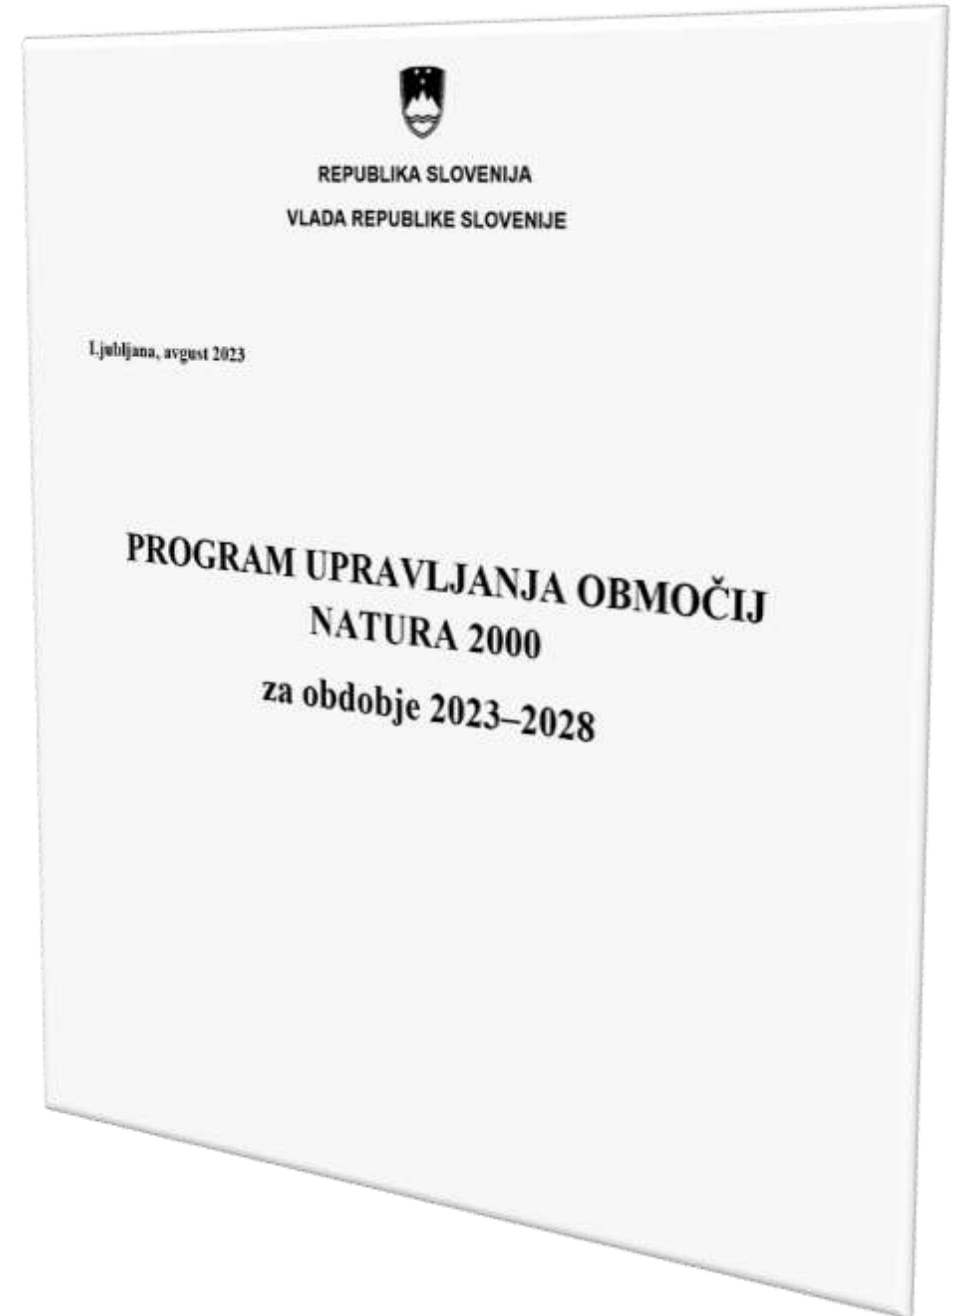 REPUBLIKA SLOVENIJA
VLADA REPUBLIKE SLOVENIJE
Ljubljana, avgust 2023
PROGRAM UPRAVLJANJA OBMOČIJ
NATURA 2000
za obdobje 2023–2028